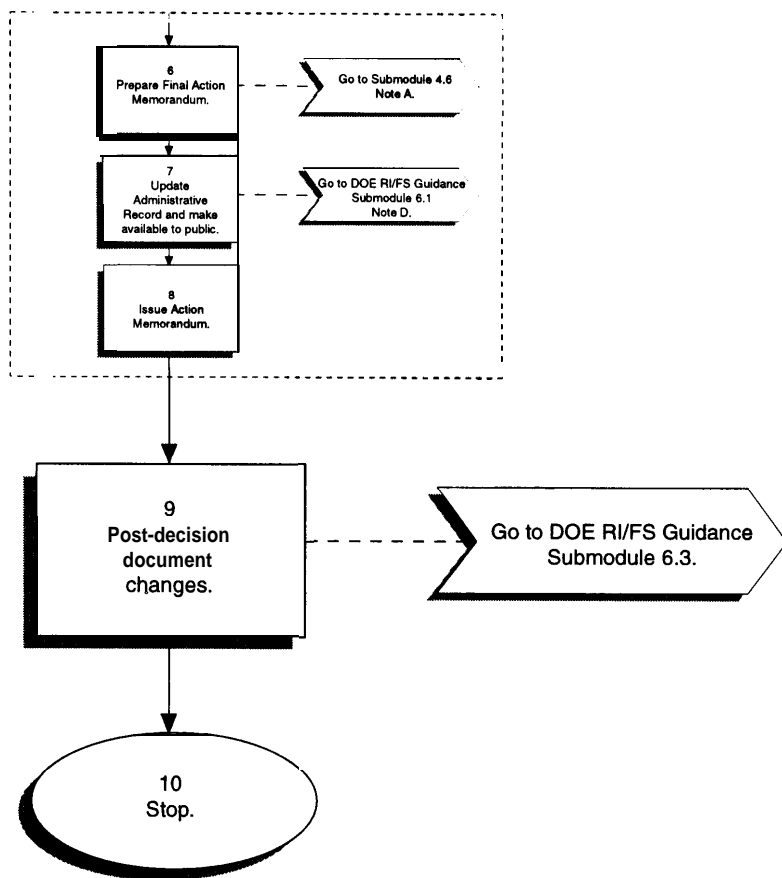 6
Prepare Final Action
Memorandum.
Go to Submodule 4.6
Note A.
7
Update
Administrative
Record and make
available to public.
Go to DOE RI/FS Guidance
Submodule 6.1
Note D.
8
Issue Action
Memorandum.
9
Post-decision
document
changes.
Go to DOE RI/FS Guidance
Submodule 6.3.
10
Stop.